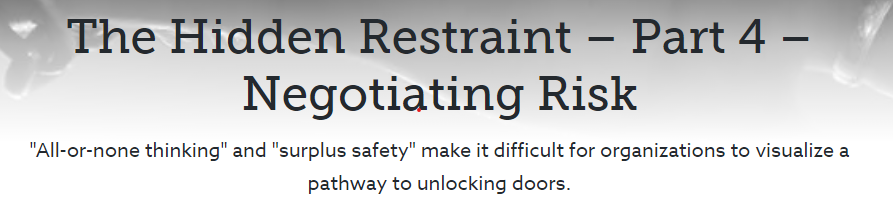 The Hidden Restraint – Part 4 –
Negotiating Risk
"All-or-none thinking" and "surplus safety" make it difficult for organizations to visualize a
pathway to unlocking doors.